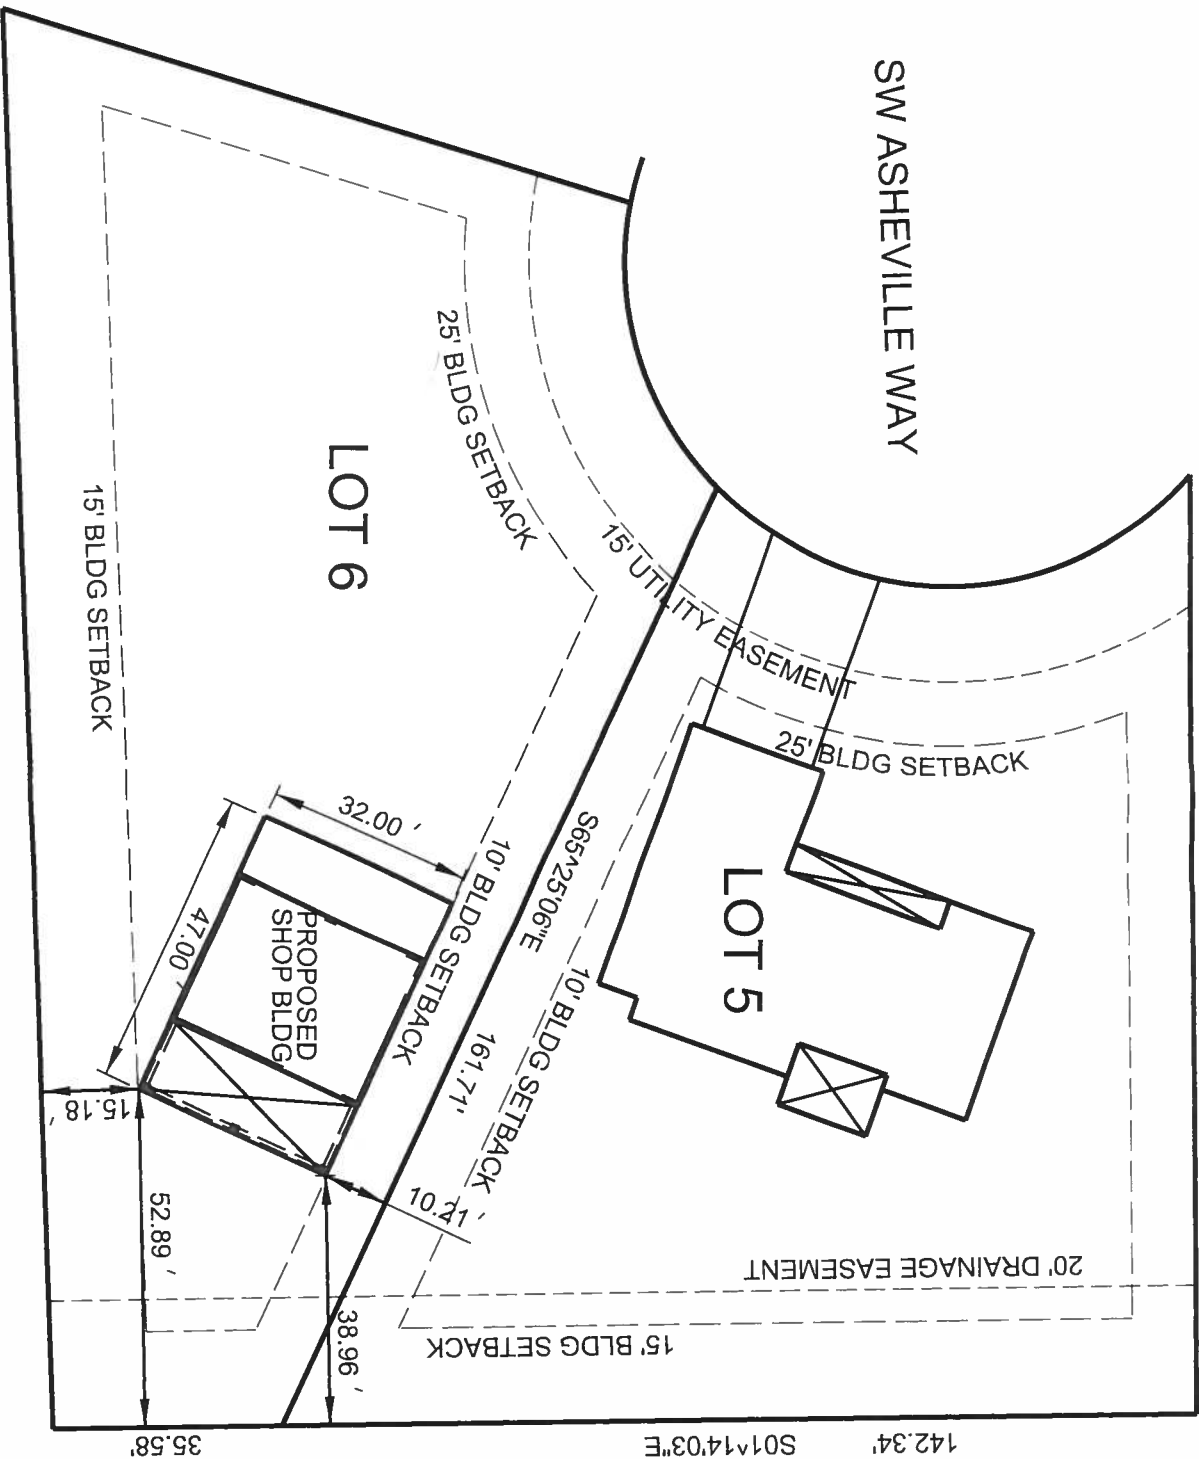 SW ASHEVILLE WAY
25' BLDG SETBACK
LOT 6
15' BLDG SETBACK
15' UTILITY EASEMENT
25' BLDG SETBACK
LOT 5
S65^25'06"E
161.71'
10' BLDG SETBACK
10' BLDG SETBACK
32.00 '
47.00 '
PROPOSED
SHOP BLDG
15.18 '
52.89 '
10.21 '
38.96 '
20' DRAINAGE EASEMENT
15' BLDG SETBACK
35.58'
S01^14'03"E
142.34'